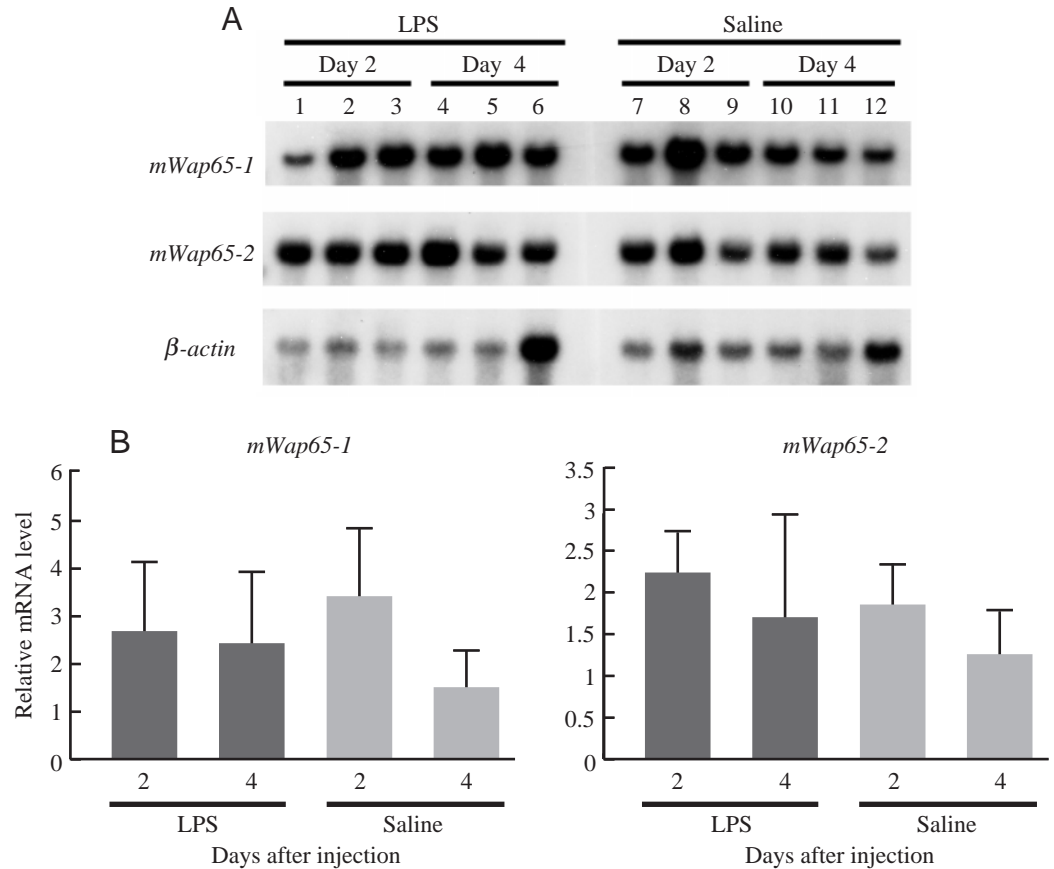 A
LPS Saline
Day 2 Day 4 Day 2 Day 4
1 2 3 4 5 6 7 8 9 10 11 12
mWap65-1
mWap65-2
β-actin
B
mWap65-1
Relative mRNA level
6
5
4
3
2
1
0
2 4 2 4
LPS Saline
Days after injection
mWap65-2
3.5
3
2.5
2
1.5
1
0.5
0
2 4 2 4
LPS Saline
Days after injection